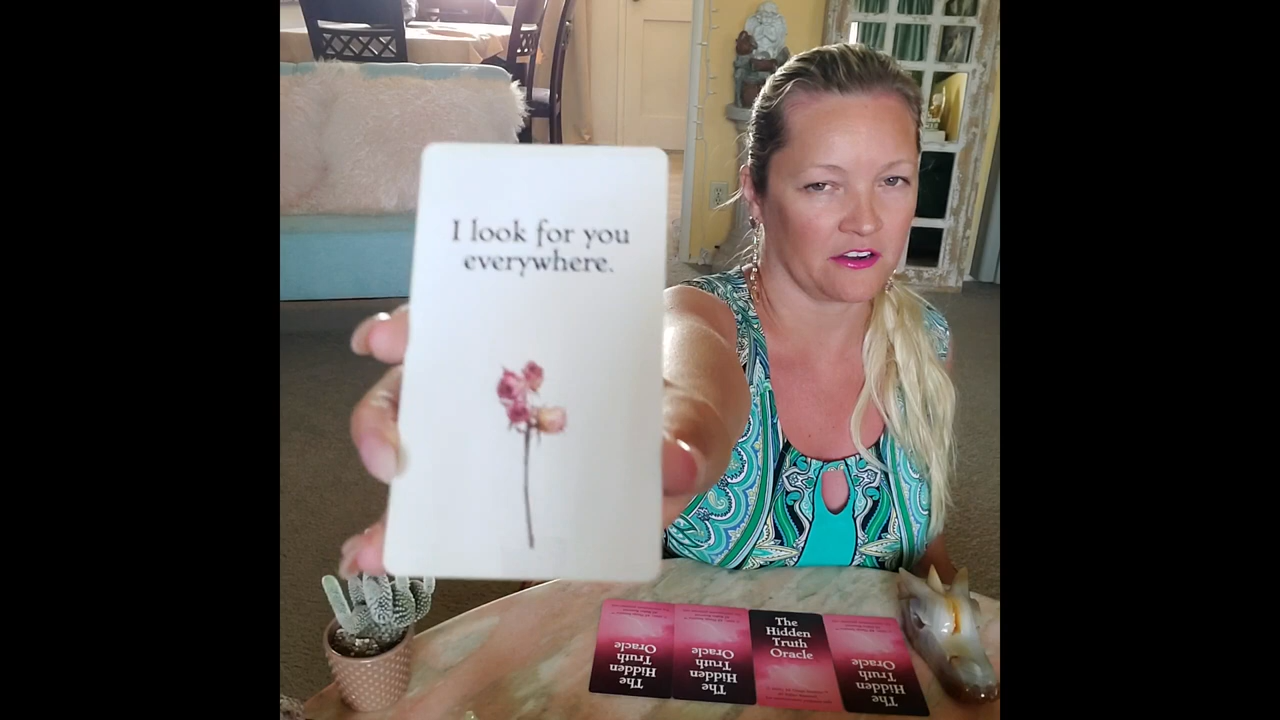 I look for you
everywhere.
The
Hidden
Truth
Oracle
The
Hidden
Truth
Oracle
The
Hidden
Truth
Oracle
The
Hidden
Truth
Oracle